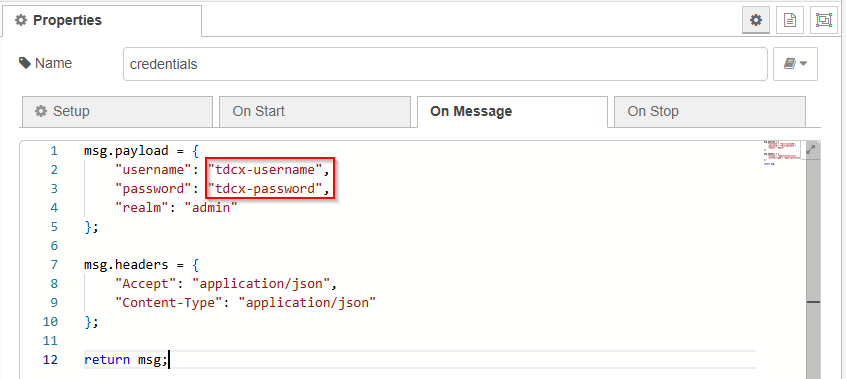 Properties
Name
credentials
Setup
On Start
On Message
On Stop
1 msg.payload = {
2 "username": "tdcx-username",
3 "password": "tdcx-password",
4 "realm": "admin"
5 };
6
7 msg.headers = {
8 "Accept": "application/json",
9 "Content-Type": "application/json"
10 };
11
12 return msg;